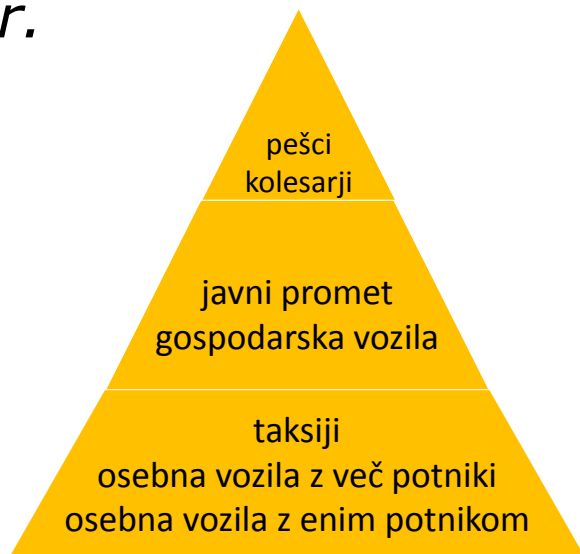 r.
pešci
kolesarji
javni promet
gospodarska vozila
taksiji
osebna vozila z več potniki
osebna vozila z enim potnikom